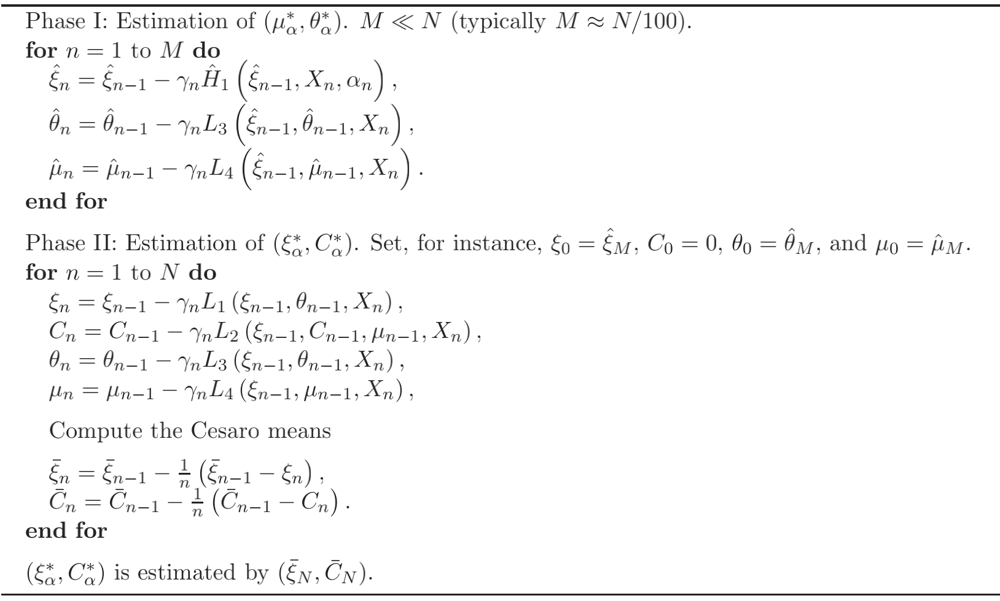 Phase I: Estimation of $(\mu_\alpha^*, \theta_\alpha^*)$. $M \ll N$ (typically $M \approx N/100$).
for $n = 1$ to $M$ do
$\hat{\xi}_n = \hat{\xi}_{n-1} - \gamma_n \hat{H}_1 \left( \hat{\xi}_{n-1}, X_n, \alpha_n \right),$
$\hat{\theta}_n = \hat{\theta}_{n-1} - \gamma_n L_3 \left( \hat{\xi}_{n-1}, \hat{\theta}_{n-1}, X_n \right),$
$\hat{\mu}_n = \hat{\mu}_{n-1} - \gamma_n L_4 \left( \hat{\xi}_{n-1}, \hat{\mu}_{n-1}, X_n \right).$
end for
Phase II: Estimation of $(\xi_\alpha^*, C_\alpha^*)$. Set, for instance, $\xi_0 = \hat{\xi}_M$, $C_0 = 0$, $\theta_0 = \hat{\theta}_M$, and $\mu_0 = \hat{\mu}_M$.
for $n = 1$ to $N$ do
$\xi_n = \xi_{n-1} - \gamma_n L_1 (\xi_{n-1}, \theta_{n-1}, X_n),$
$C_n = C_{n-1} - \gamma_n L_2 (\xi_{n-1}, C_{n-1}, \mu_{n-1}, X_n),$
$\theta_n = \theta_{n-1} - \gamma_n L_3 (\xi_{n-1}, \theta_{n-1}, X_n),$
$\mu_n = \mu_{n-1} - \gamma_n L_4 (\xi_{n-1}, \mu_{n-1}, X_n),$
Compute the Cesaro means
$\bar{\xi}_n = \bar{\xi}_{n-1} - \frac{1}{n} \left( \bar{\xi}_{n-1} - \xi_n \right),$
$\bar{C}_n = \bar{C}_{n-1} - \frac{1}{n} \left( \bar{C}_{n-1} - C_n \right).$
end for
$(\xi_\alpha^*, C_\alpha^*)$ is estimated by $(\bar{\xi}_N, \bar{C}_N)$.